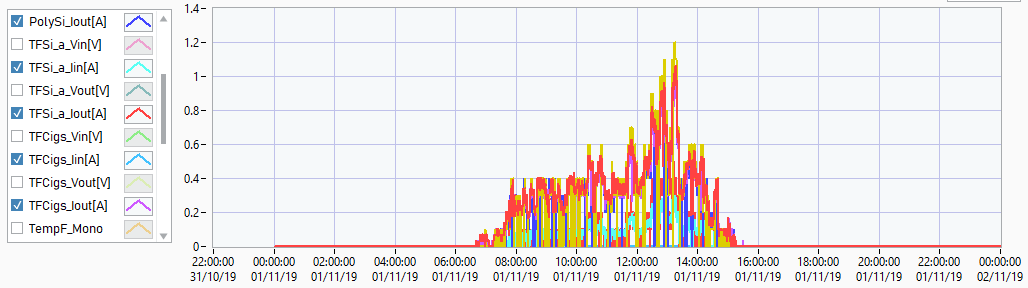 PolySi_Iout[A]
TFSi_a_Vin[V]
TFSi_a_Iin[A]
TFSi_a_Vout[V]
TFSi_a_Iout[A]
TFCigs_Vin[V]
TFCigs_Iin[A]
TFCigs_Vout[V]
TFCigs_Iout[A]
TempF_Mono
1.4
1.2
1
0.8
0.6
0.4
0.2
0
22:00:00 00:00:00 02:00:00 04:00:00 06:00:00 08:00:00 10:00:00 12:00:00 14:00:00 16:00:00 18:00:00 20:00:00 22:00:00 00:00:00
31/10/19 01/11/19 01/11/19 01/11/19 01/11/19 01/11/19 01/11/19 01/11/19 01/11/19 01/11/19 01/11/19 01/11/19 01/11/19 02/11/19